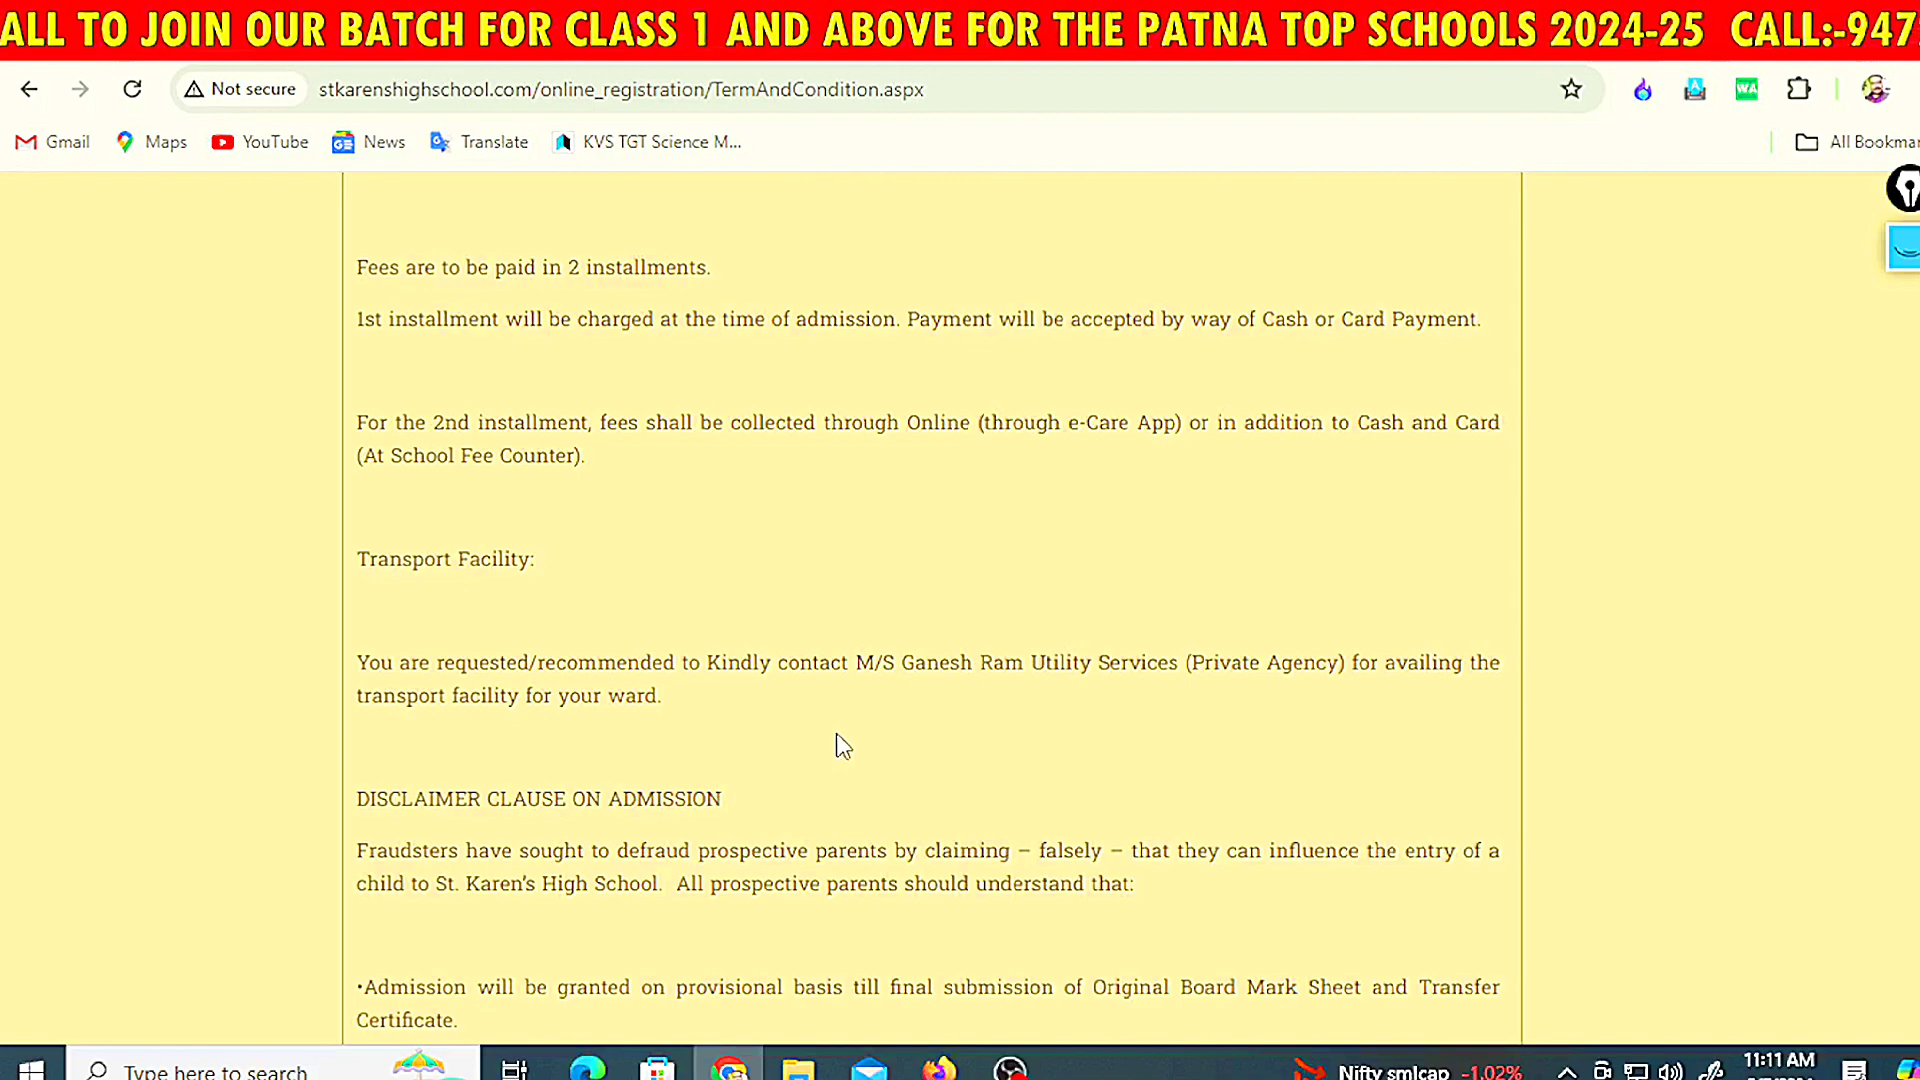 ALL TO JOIN OUR BATCH FOR CLASS 1 AND ABOVE FOR THE PATNA TOP SCHOOLS 2024-25 CALL:-947
Not secure stkarenshighschool.com/online_registration/TermAndCondition.aspx
WA
Gmail Maps YouTube News Translate KVS TGT Science M... All Bookmar
Fees are to be paid in 2 installments.
1st installment will be charged at the time of admission. Payment will be accepted by way of Cash or Card Payment.
For the 2nd installment, fees shall be collected through Online (through e-Care App) or in addition to Cash and Card
(At School Fee Counter).
Transport Facility:
You are requested/recommended to Kindly contact M/S Ganesh Ram Utility Services (Private Agency) for availing the
transport facility for your ward.
DISCLAIMER CLAUSE ON ADMISSION
Fraudsters have sought to defraud prospective parents by claiming – falsely – that they can influence the entry of a
child to St. Karen's High School. All prospective parents should understand that:
•Admission will be granted on provisional basis till final submission of Original Board Mark Sheet and Transfer
Certificate.
Type here to search Nifty smlcap -1.02% 11:11 AM